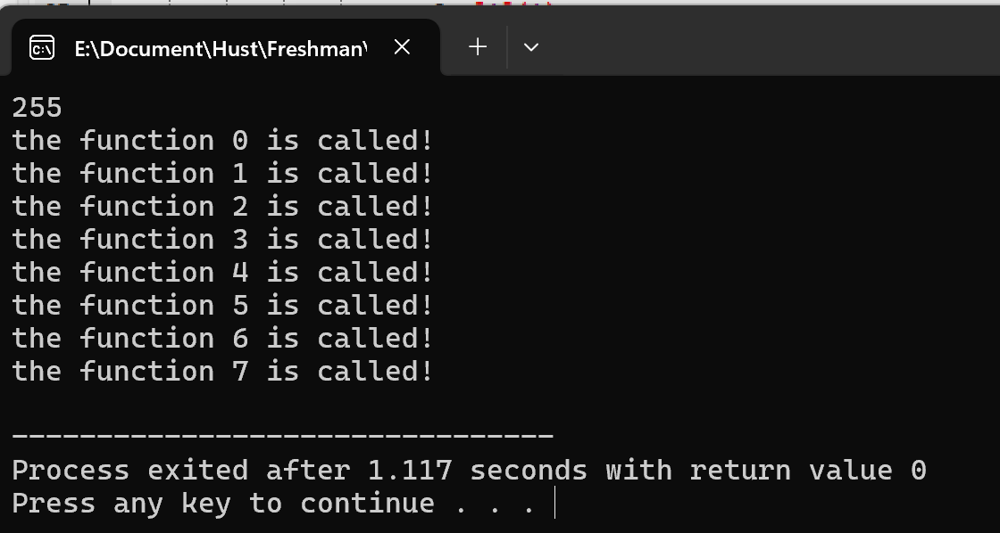 E:\Document\Hust\Freshman\
255
the function 0 is called!
the function 1 is called!
the function 2 is called!
the function 3 is called!
the function 4 is called!
the function 5 is called!
the function 6 is called!
the function 7 is called!
--------------------------------
Process exited after 1.117 seconds with return value 0
Press any key to continue . . .